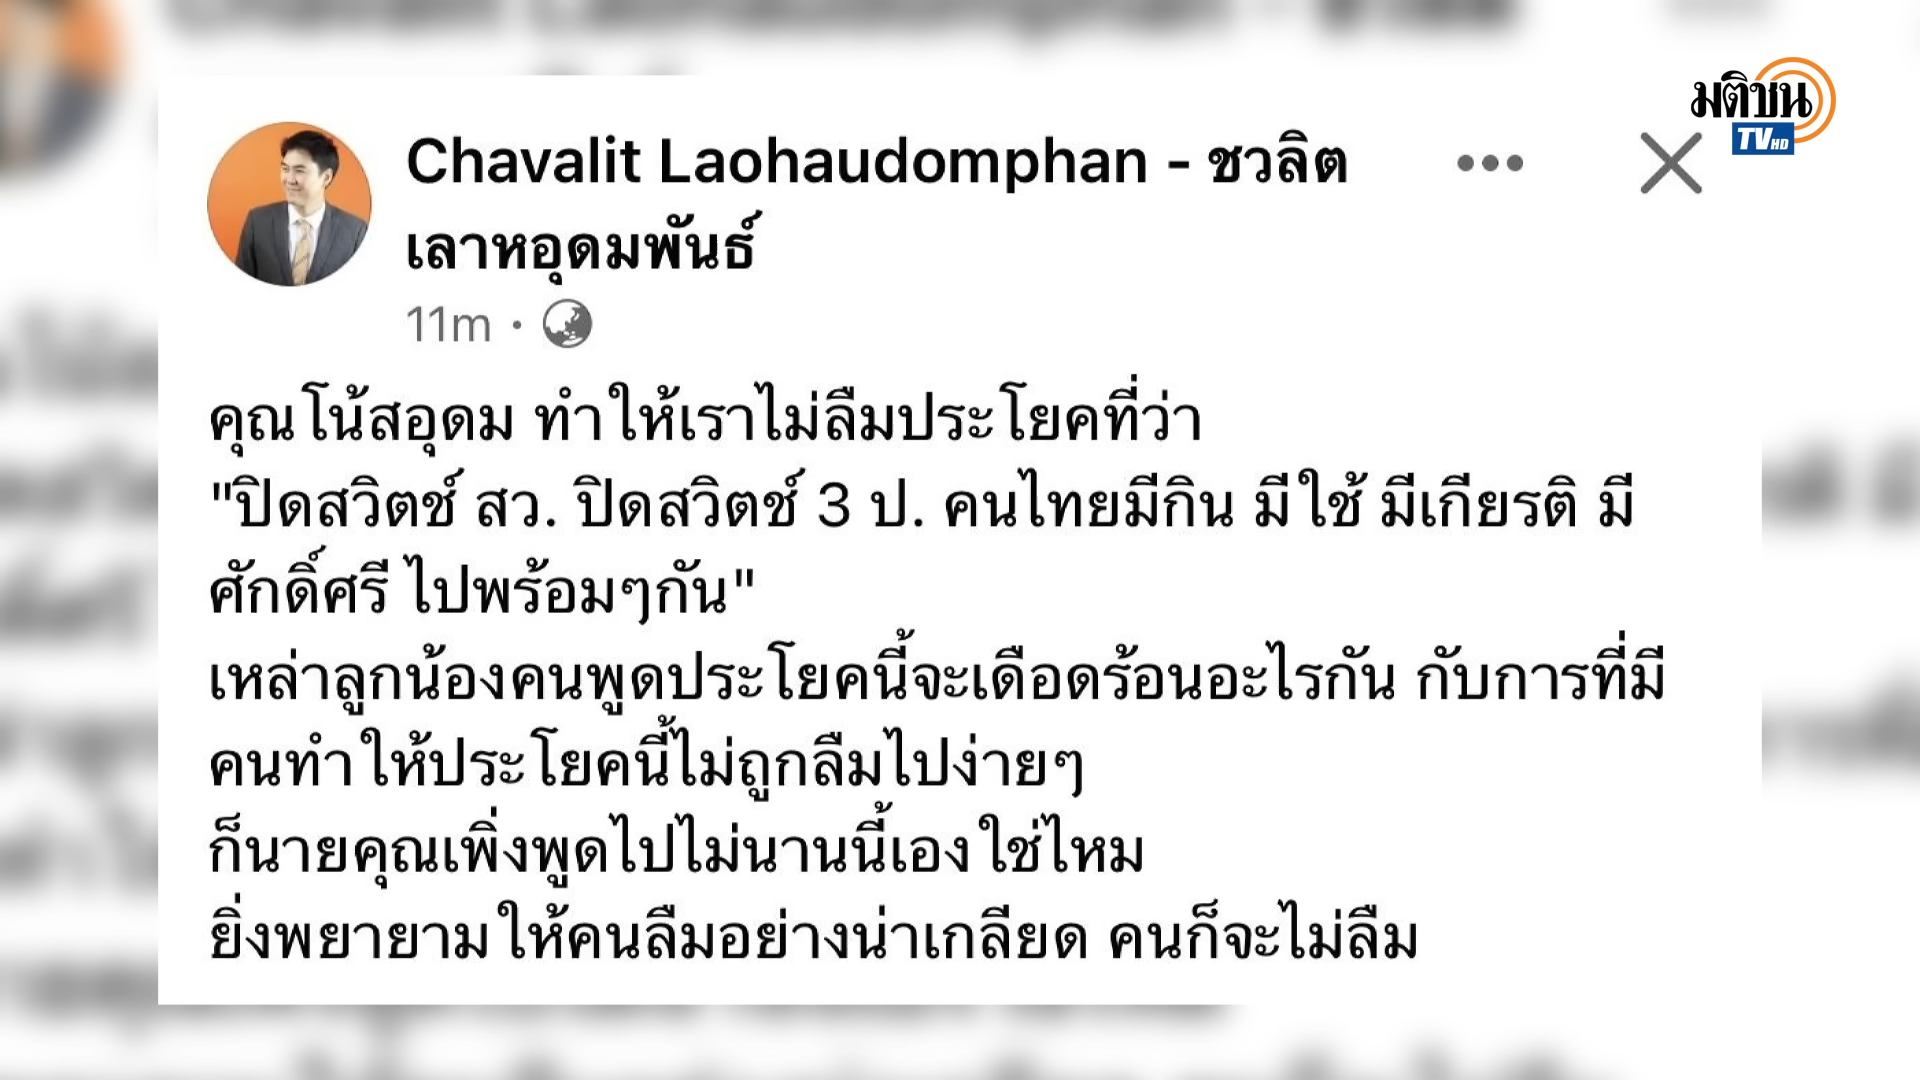 มติชน
TV HD
Chavalit Laohaudomphan - ชวลิต
เลาหอุดมพันธ์
11m
คุณโน้สอุดม ทำให้เราไม่ลืมประโยคที่ว่า
"ปิดสวิตช์ สว. ปิดสวิตช์ 3 ป. คนไทยมีกิน มีใช้ มีเกียรติ มี
ศักดิ์ศรี ไปพร้อมๆกัน"
เหล่าลูกน้องคนพูดประโยคนี้จะเดือดร้อนอะไรกัน กับการที่มี
คนทำให้ประโยคนี้ไม่ถูกลืมไปง่ายๆ
ก็นายคุณเพิ่งพูดไปไม่นานนี้เอง ใช่ไหม
ยิ่งพยายามให้คนลืมอย่างน่าเกลียด คนก็จะไม่ลืม